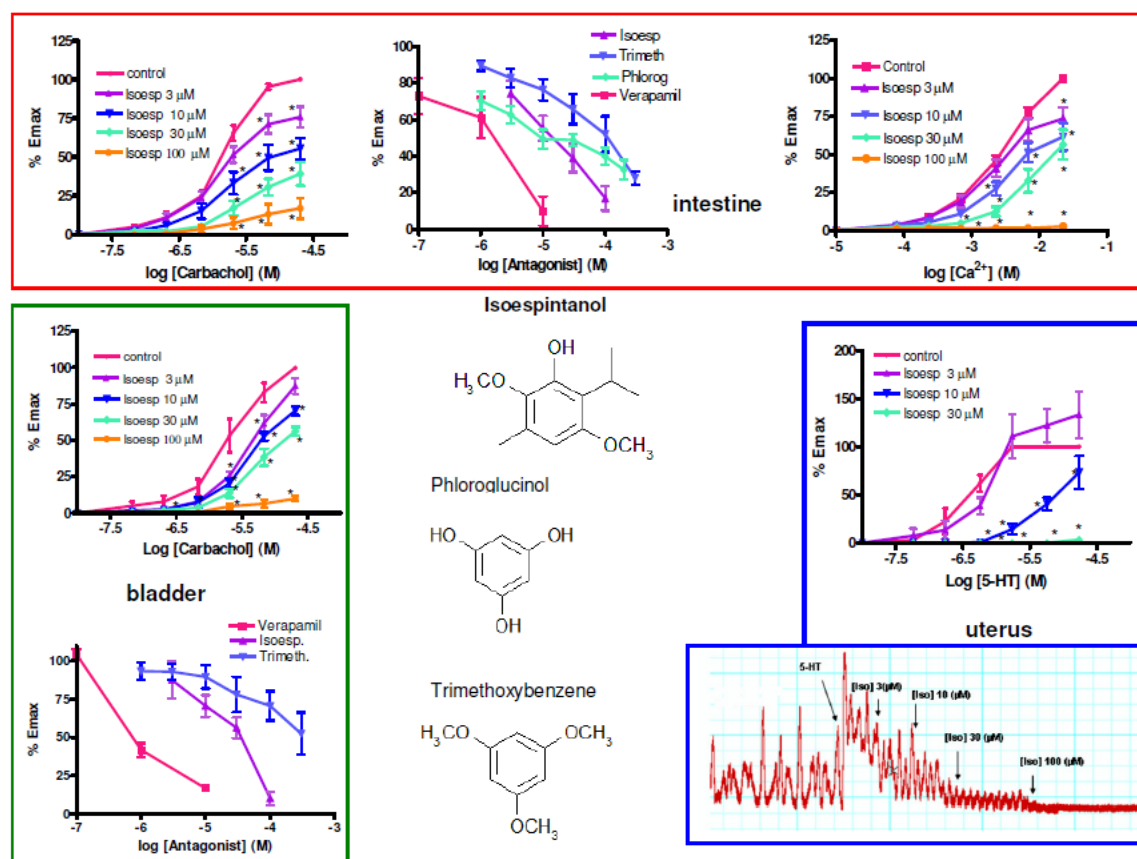 125
100
75
50
25
0
% Emax
control
Isoesp 3 µM
Isoesp 10 µM
Isoesp 30 µM
Isoesp 100 µM
* * * * * * * * * * *
-7.5 -6.5 -5.5 -4.5
log [Carbachol] (M)
100
80
60
40
20
0
% Emax
Isoesp
Trimeth
Phlorog
Verapamil
-7 -6 -5 -4 -3
log [Antagonist] (M)
intestine
125
100
75
50
25
0
% Emax
Control
Isoesp 3 µM
Isoesp 10 µM
Isoesp 30 µM
Isoesp 100 µM
-5 -4 -3 -2 -1
log [Ca2+] (M)
125
100
75
50
25
0
% Emax
control
Isoesp 3 µM
Isoesp 10 µM
Isoesp 30 µM
Isoesp 100 µM
-7.5 -6.5 -5.5 -4.5
Log [Carbachol] (M)
bladder
100
75
50
25
0
% Emax
Verapamil
Isoesp.
Trimeth.
-7 -6 -5 -4 -3
log [Antagonist] (M)
Isoespintanol
OH
H3CO
OCH3
Phloroglucinol
HO OH
OH
Trimethoxybenzene
H3CO OCH3
OCH3
200
150
100
50
0
% Emax
control
Isoesp 3 µM
Isoesp 10 µM
Isoesp 30 µM
-7.5 -6.5 -5.5 -4.5
Log [5-HT] (M)
uterus
5-HT
[Iso] 3(µM)
[Iso] 10 (µM)
[Iso] 30 (µM)
[Iso] 100 (µM)